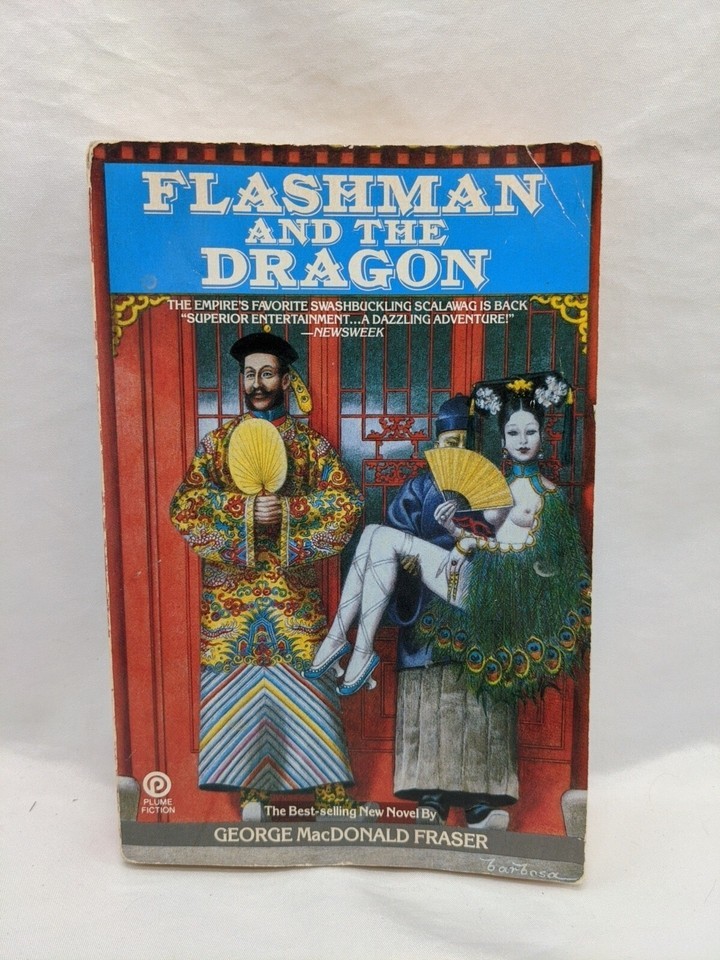 FLASHMAN
AND THE
DRAGON
THE EMPIRE'S FAVORITE SWASHBUCKLING SCALAWAG IS BACK
"SUPERIOR ENTERTAINMENT...A DAZZLING ADVENTURE!"
—NEWSWEEK
P
PLUME
FICTION
The Best-selling New Novel By
GEORGE MacDONALD FRASER
barbosa